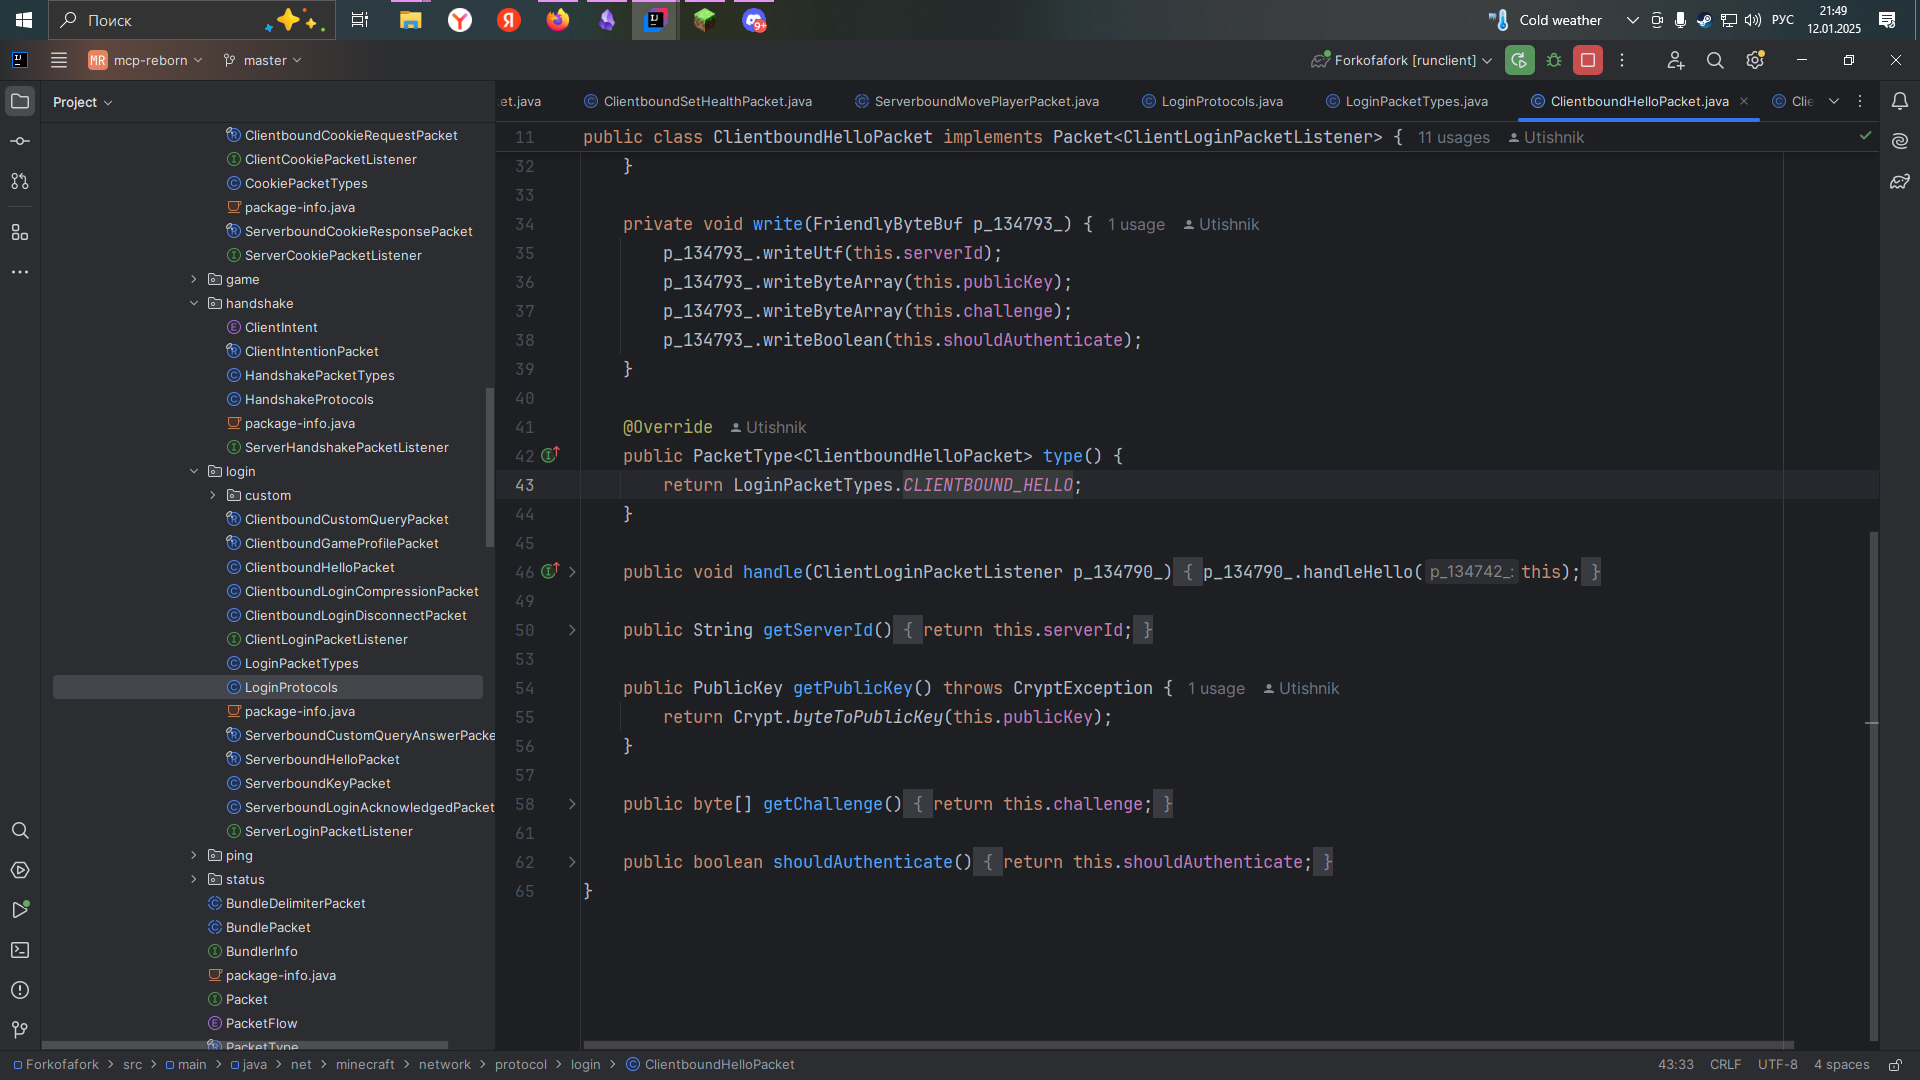 Поиск
9+
Cold weather
РУС
21:49
12.01.2025
MR
mcp-reborn
master
Forkofafork [runclient]
Project
et.java
ClientboundSetHealthPacket.java
ServerboundMovePlayerPacket.java
LoginProtocols.java
LoginPacketTypes.java
ClientboundHelloPacket.java
Clie
ClientboundCookieRequestPacket
ClientCookiePacketListener
CookiePacketTypes
package-info.java
ServerboundCookieResponsePacket
ServerCookiePacketListener
game
handshake
ClientIntent
ClientIntentionPacket
HandshakePacketTypes
HandshakeProtocols
package-info.java
ServerHandshakePacketListener
login
custom
ClientboundCustomQueryPacket
ClientboundGameProfilePacket
ClientboundHelloPacket
ClientboundLoginCompressionPacket
ClientboundLoginDisconnectPacket
ClientLoginPacketListener
LoginPacketTypes
LoginProtocols
package-info.java
ServerboundCustomQueryAnswerPacke
ServerboundHelloPacket
ServerboundKeyPacket
ServerboundLoginAcknowledgedPacket
ServerLoginPacketListener
ping
status
BundleDelimiterPacket
BundlePacket
BundlerInfo
package-info.java
Packet
PacketFlow
PacketType
11 public class ClientboundHelloPacket implements Packet<ClientLoginPacketListener> { 11 usages Utishnik
32 }
33
34 private void write(FriendlyByteBuf p_134793_) { 1 usage Utishnik
35 p_134793_.writeUtf(this.serverId);
36 p_134793_.writeByteArray(this.publicKey);
37 p_134793_.writeByteArray(this.challenge);
38 p_134793_.writeBoolean(this.shouldAuthenticate);
39 }
40
41 @Override Utishnik
42 public PacketType<ClientboundHelloPacket> type() {
43 return LoginPacketTypes.CLIENTBOUND_HELLO;
44 }
45
46 public void handle(ClientLoginPacketListener p_134790_) { p_134790_.handleHello( p_134742_: this); }
49
50 public String getServerId() { return this.serverId; }
53
54 public PublicKey getPublicKey() throws CryptException { 1 usage Utishnik
55 return Crypt.byteToPublicKey(this.publicKey);
56 }
57
58 public byte[] getChallenge() { return this.challenge; }
61
62 public boolean shouldAuthenticate() { return this.shouldAuthenticate; }
65 }
Forkofafork > src > main > java > net > minecraft > network > protocol > login > ClientboundHelloPacket
43:33 CRLF UTF-8 4 spaces